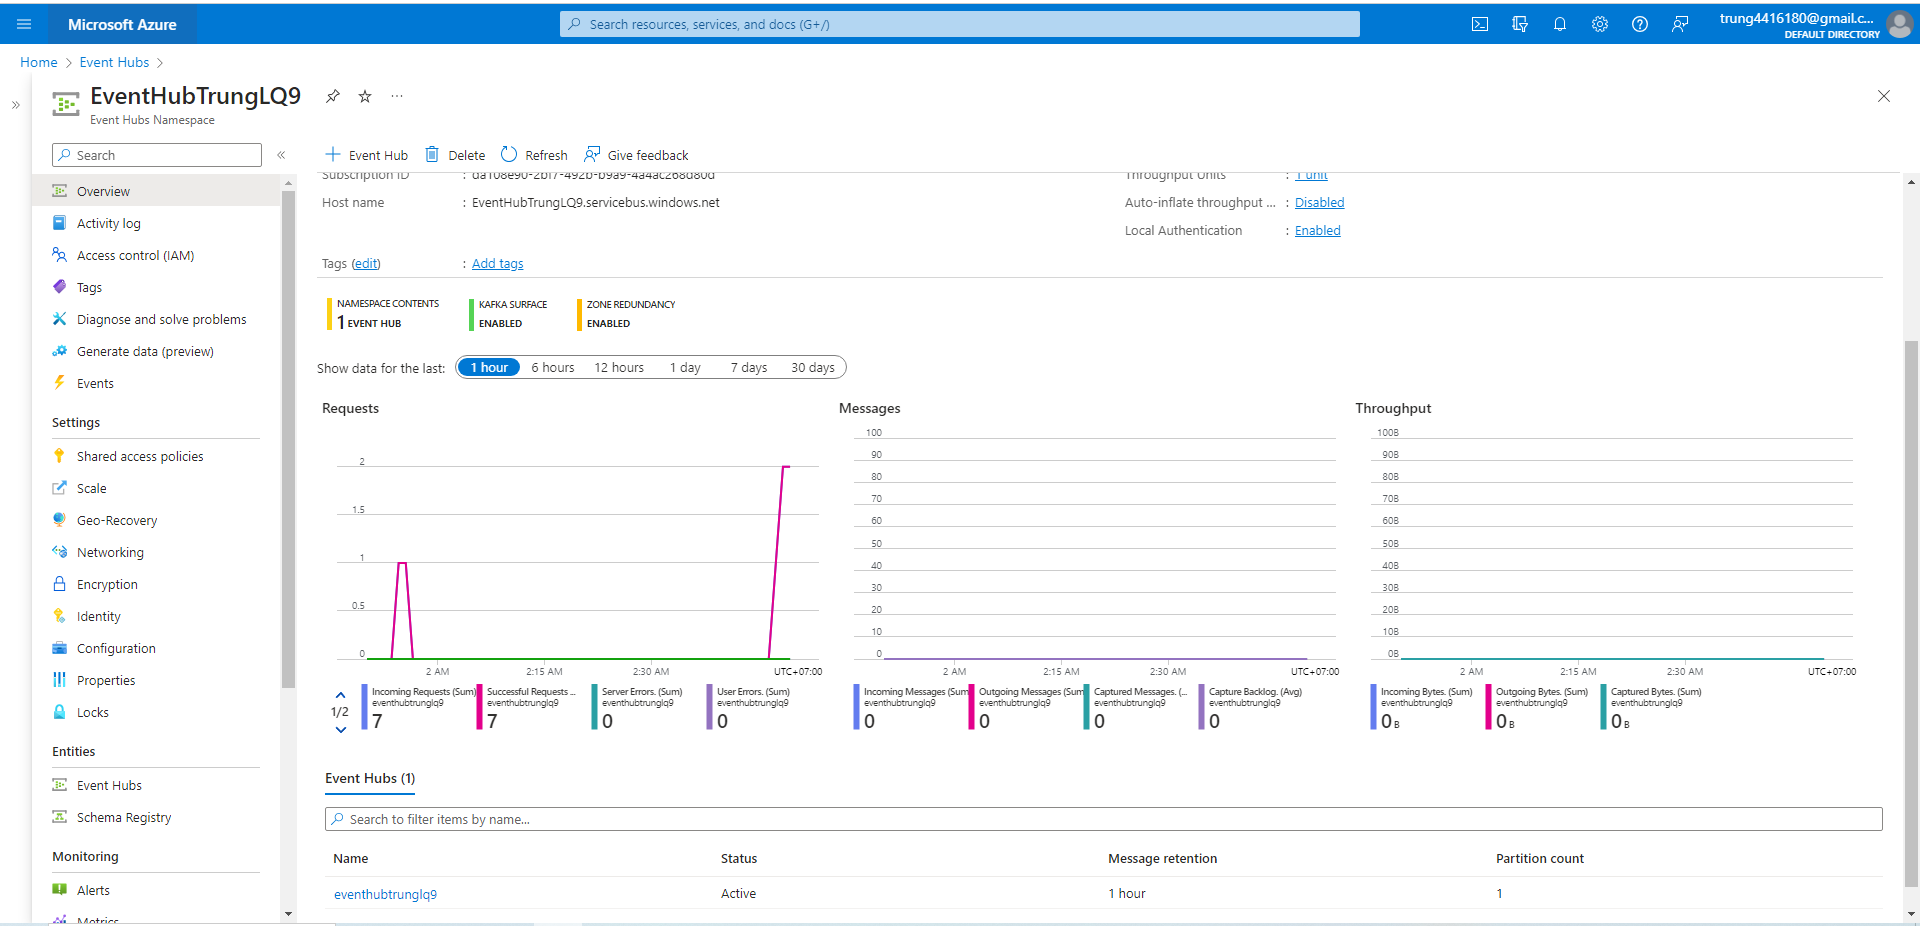 Microsoft Azure
Search resources, services, and docs (G+/)
trung4416180@gmail.c...
DEFAULT DIRECTORY
Home > Event Hubs >
EventHubTrungLQ9
Event Hubs Namespace
Search
Overview
Activity log
Access control (IAM)
Tags
Diagnose and solve problems
Generate data (preview)
Events
Settings
Shared access policies
Scale
Geo-Recovery
Networking
Encryption
Identity
Configuration
Properties
Locks
Entities
Event Hubs
Schema Registry
Monitoring
Alerts
Metrics
Event Hub Delete Refresh Give feedback
Subscription ID : da108e90-2bf7-492b-b9a9-4a4ac268d80d
Host name : EventHubTrungLQ9.servicebus.windows.net
Throughput Units : 1 unit
Auto-inflate throughput ... : Disabled
Local Authentication : Enabled
Tags (edit) : Add tags
NAMESPACE CONTENTS
1 EVENT HUB
KAFKA SURFACE
ENABLED
ZONE REDUNDANCY
ENABLED
Show data for the last: 1 hour 6 hours 12 hours 1 day 7 days 30 days
Requests
2
1.5
1
0.5
0
2 AM 2:15 AM 2:30 AM UTC+07:00
1/2
Incoming Requests (Sum)
eventhubtrunglq9
7
Successful Requests ...
eventhubtrunglq9
7
Server Errors. (Sum)
eventhubtrunglq9
0
User Errors. (Sum)
eventhubtrunglq9
0
Messages
100
90
80
70
60
50
40
30
20
10
0
2 AM 2:15 AM 2:30 AM UTC+07:00
Incoming Messages (Sum
eventhubtrunglq9
0
Outgoing Messages (Sum
eventhubtrunglq9
0
Captured Messages. (...
eventhubtrunglq9
0
Capture Backlog. (Avg)
eventhubtrunglq9
0
Throughput
100B
90B
80B
70B
60B
50B
40B
30B
20B
10B
0B
2 AM 2:15 AM 2:30 AM UTC+07:00
Incoming Bytes. (Sum)
eventhubtrunglq9
0 B
Outgoing Bytes. (Sum)
eventhubtrunglq9
0 B
Captured Bytes. (Sum)
eventhubtrunglq9
0 B
Event Hubs (1)
Search to filter items by name...
Name Status Message retention Partition count
eventhubtrunglq9 Active 1 hour 1